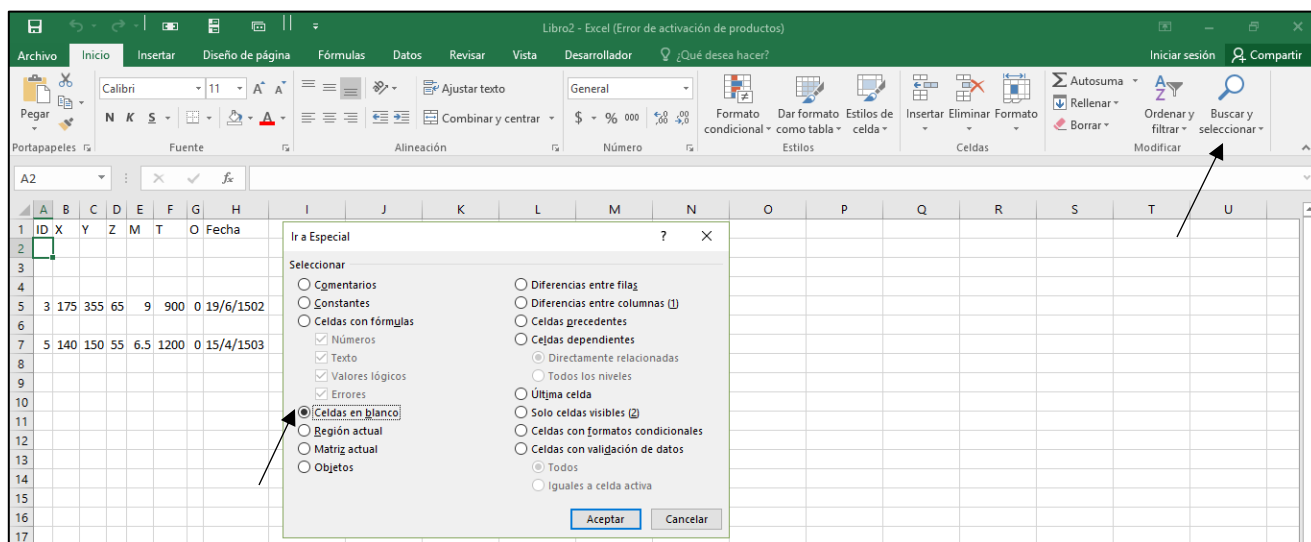 Libro2 - Excel (Error de activación de productos)
Archivo Inicio Insertar Diseño de página Fórmulas Datos Revisar Vista Desarrollador ¿Qué desea hacer? Iniciar sesión Compartir
Pegar
Calibri 11
N K S A
Ajustar texto
Combinar y centrar
General
$ % 000
Formato condicional
Dar formato como tabla
Estilos de celda
Insertar Eliminar Formato
Autosuma
Rellenar
Borrar
Ordenar y filtrar
Buscar y seleccionar
Portapapeles Fuente Alineación Número Estilos Celdas Modificar
A2 fx
A B C D E F G H I J K L M N O P Q R S T U
1 ID X Y Z M T O Fecha
2
3
4
5 3 175 355 65 9 900 0 19/6/1502
6
7 5 140 150 55 6.5 1200 0 15/4/1503
8
9
10
11
12
13
14
15
16
17
Ir a Especial ? X
Seleccionar
Comentarios
Constantes
Celdas con fórmulas
Números
Texto
Valores lógicos
Errores
Celdas en blanco
Región actual
Matriz actual
Objetos
Diferencias entre filas
Diferencias entre columnas (1)
Celdas precedentes
Celdas dependientes
Directamente relacionadas
Todos los niveles
Última celda
Solo celdas visibles (2)
Celdas con formatos condicionales
Celdas con validación de datos
Todos
Iguales a celda activa
Aceptar Cancelar